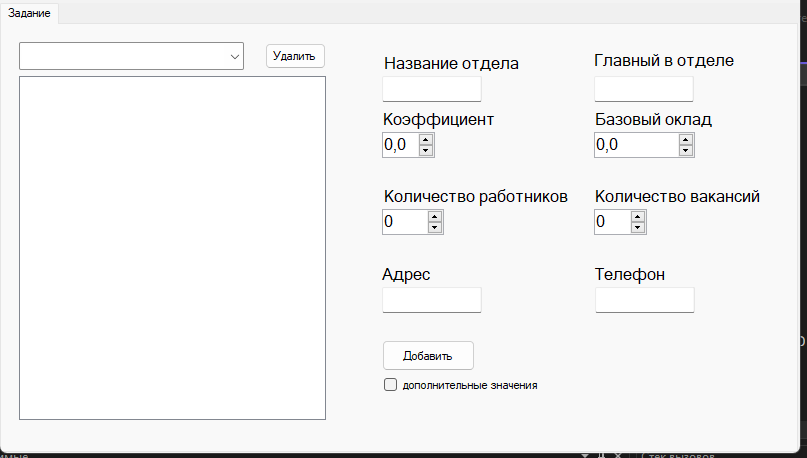 Задание
Удалить
Название отдела
Главный в отделе
Коэффициент
Базовый оклад
0,0
0,0
Количество работников
Количество вакансий
0
0
Адрес
Телефон
Добавить
дополнительные значения